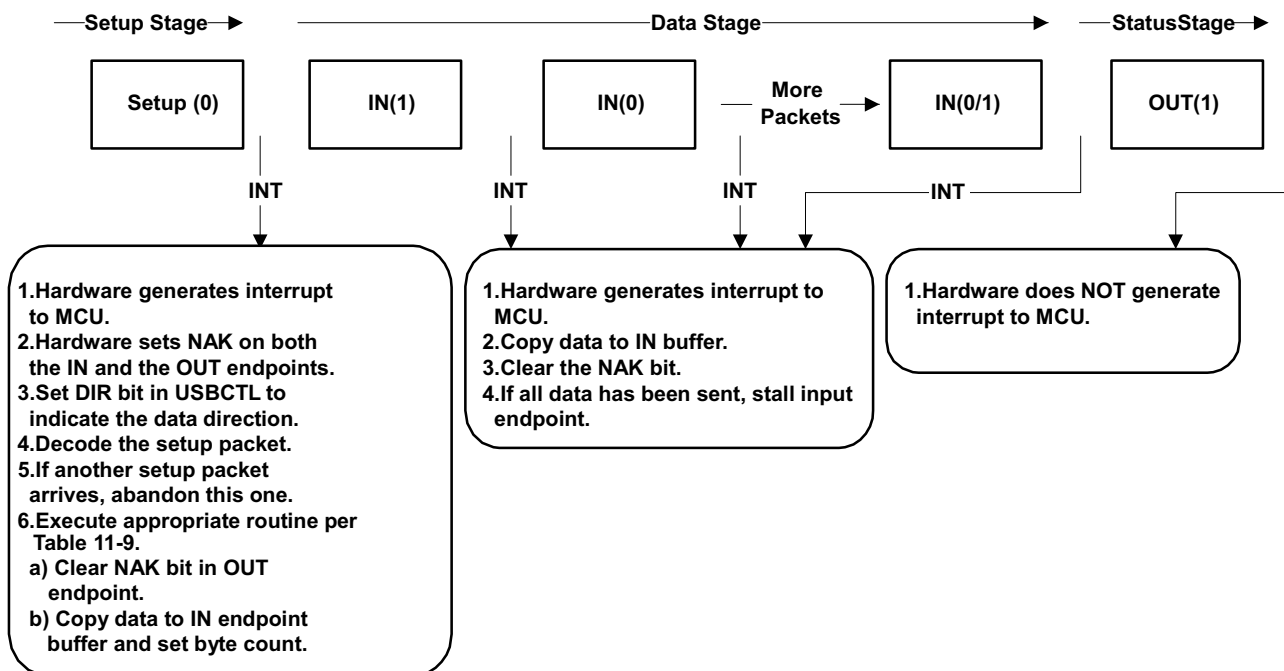 Setup Stage
Data Stage
StatusStage
Setup (0)
IN(1)
IN(0)
More
Packets
IN(0/1)
OUT(1)
INT
INT
INT
INT
1.Hardware generates interrupt
to MCU.
2.Hardware sets NAK on both
the IN and the OUT endpoints.
3.Set DIR bit in USBCTL to
indicate the data direction.
4.Decode the setup packet.
5.If another setup packet
arrives, abandon this one.
6.Execute appropriate routine per
Table 11-9.
a) Clear NAK bit in OUT
endpoint.
b) Copy data to IN endpoint
buffer and set byte count.
1.Hardware generates interrupt to
MCU.
2.Copy data to IN buffer.
3.Clear the NAK bit.
4.If all data has been sent, stall input
endpoint.
1.Hardware does NOT generate
interrupt to MCU.